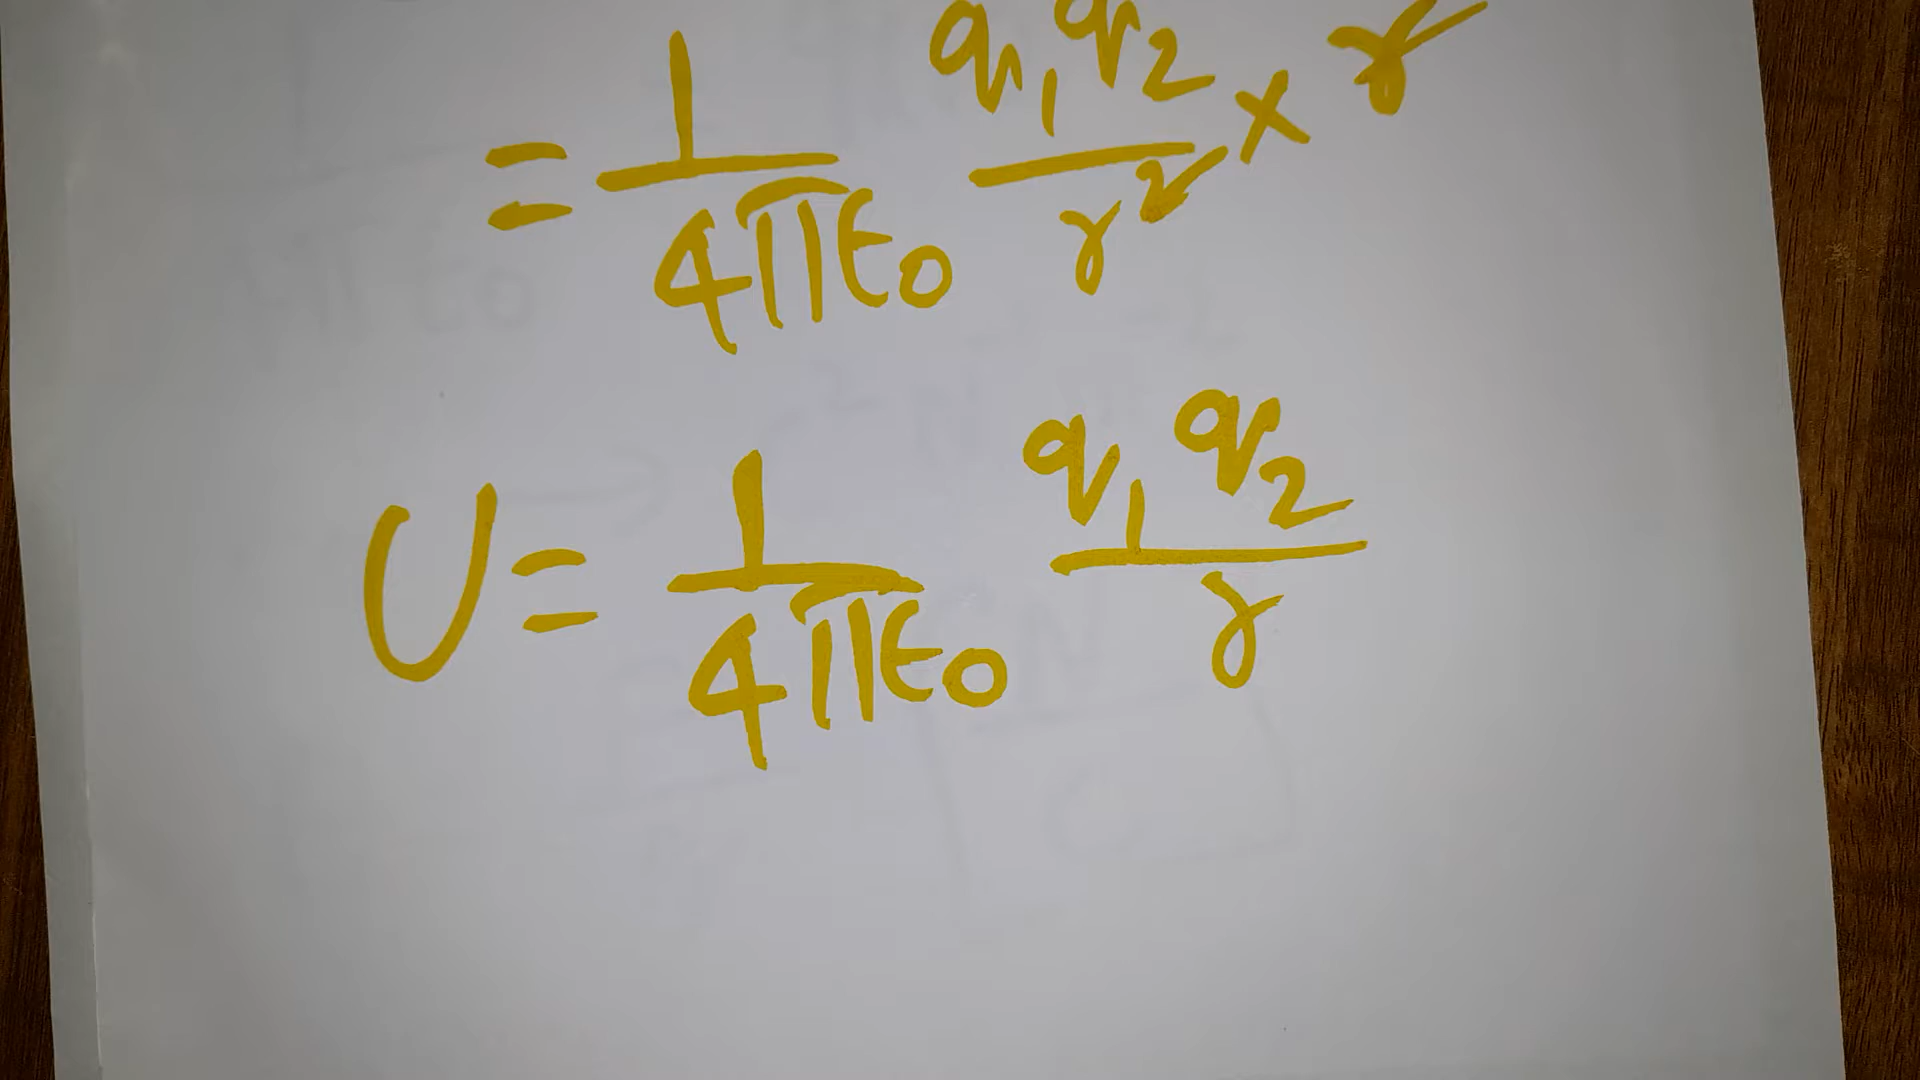 = 1/4πε₀ q₁q₂/r² × r
U = 1/4πε₀ q₁q₂/r